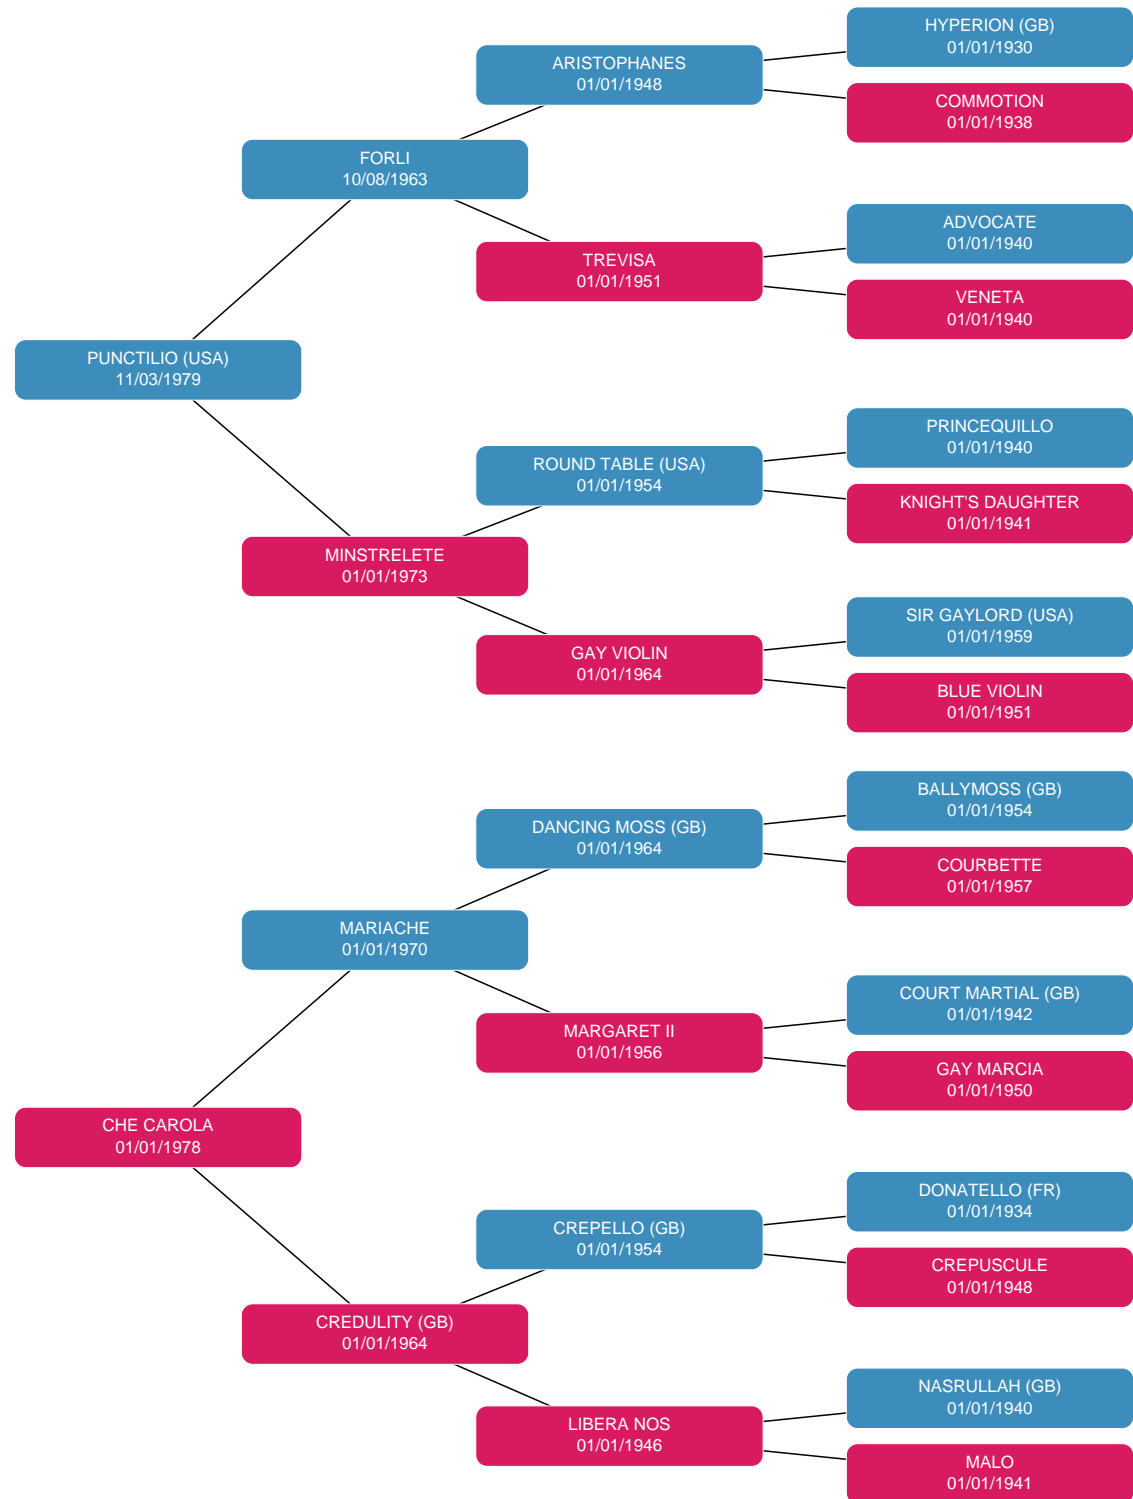 HYPERION (GB)
01/01/1930
ARISTOPHANES
01/01/1948
COMMOTION
01/01/1938
FORLI
10/08/1963
ADVOCATE
01/01/1940
TREVISA
01/01/1951
VENETA
01/01/1940
PUNCTILIO (USA)
11/03/1979
PRINCEQUILLO
01/01/1940
ROUND TABLE (USA)
01/01/1954
KNIGHT'S DAUGHTER
01/01/1941
MINSTRELETE
01/01/1973
SIR GAYLORD (USA)
01/01/1959
GAY VIOLIN
01/01/1964
BLUE VIOLIN
01/01/1951
BALLYMOSS (GB)
01/01/1954
DANCING MOSS (GB)
01/01/1964
COURBETTE
01/01/1957
MARIACHE
01/01/1970
COURT MARTIAL (GB)
01/01/1942
MARGARET II
01/01/1956
GAY MARCIA
01/01/1950
CHE CAROLA
01/01/1978
DONATELLO (FR)
01/01/1934
CREPELLO (GB)
01/01/1954
CREPUSCULE
01/01/1948
CREDULITY (GB)
01/01/1964
NASRULLAH (GB)
01/01/1940
LIBERA NOS
01/01/1946
MALO
01/01/1941